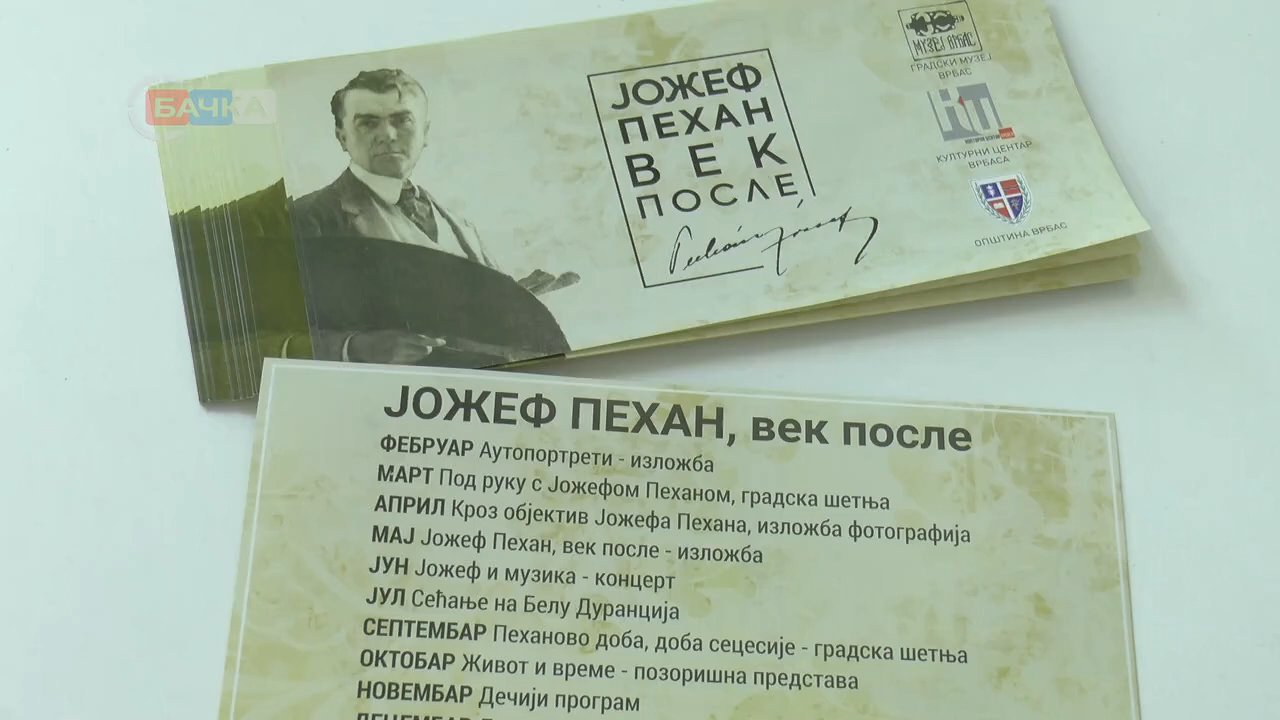 БАЧКА
ЈОЖЕФ
ПЕХАН
ВЕК
ПОСЛЕ
МУЗЕЈ ВРБАС
ГРАДСКИ МУЗЕЈ
ВРБАС
КУЛТУРНИ ЦЕНТАР
ВРБАСА
ОПШТИНА ВРБАС
ЈОЖЕФ ПЕХАН, век после
ФЕБРУАР Аутопортрети - изложба
МАРТ Под руку с Јожефом Пеханом, градска шетња
АПРИЛ Кроз објектив Јожефа Пехана, изложба фотографија
МАЈ Јожеф Пехан, век после - изложба
ЈУН Јожеф и музика - концерт
ЈУЛ Сећање на Белу Дуранција
СЕПТЕМБАР Пеханово доба, доба сецесије - градска шетња
ОКТОБАР Живот и време - позоришна представа
НОВЕМБАР Дечији програм
ДЕЦЕМБАР